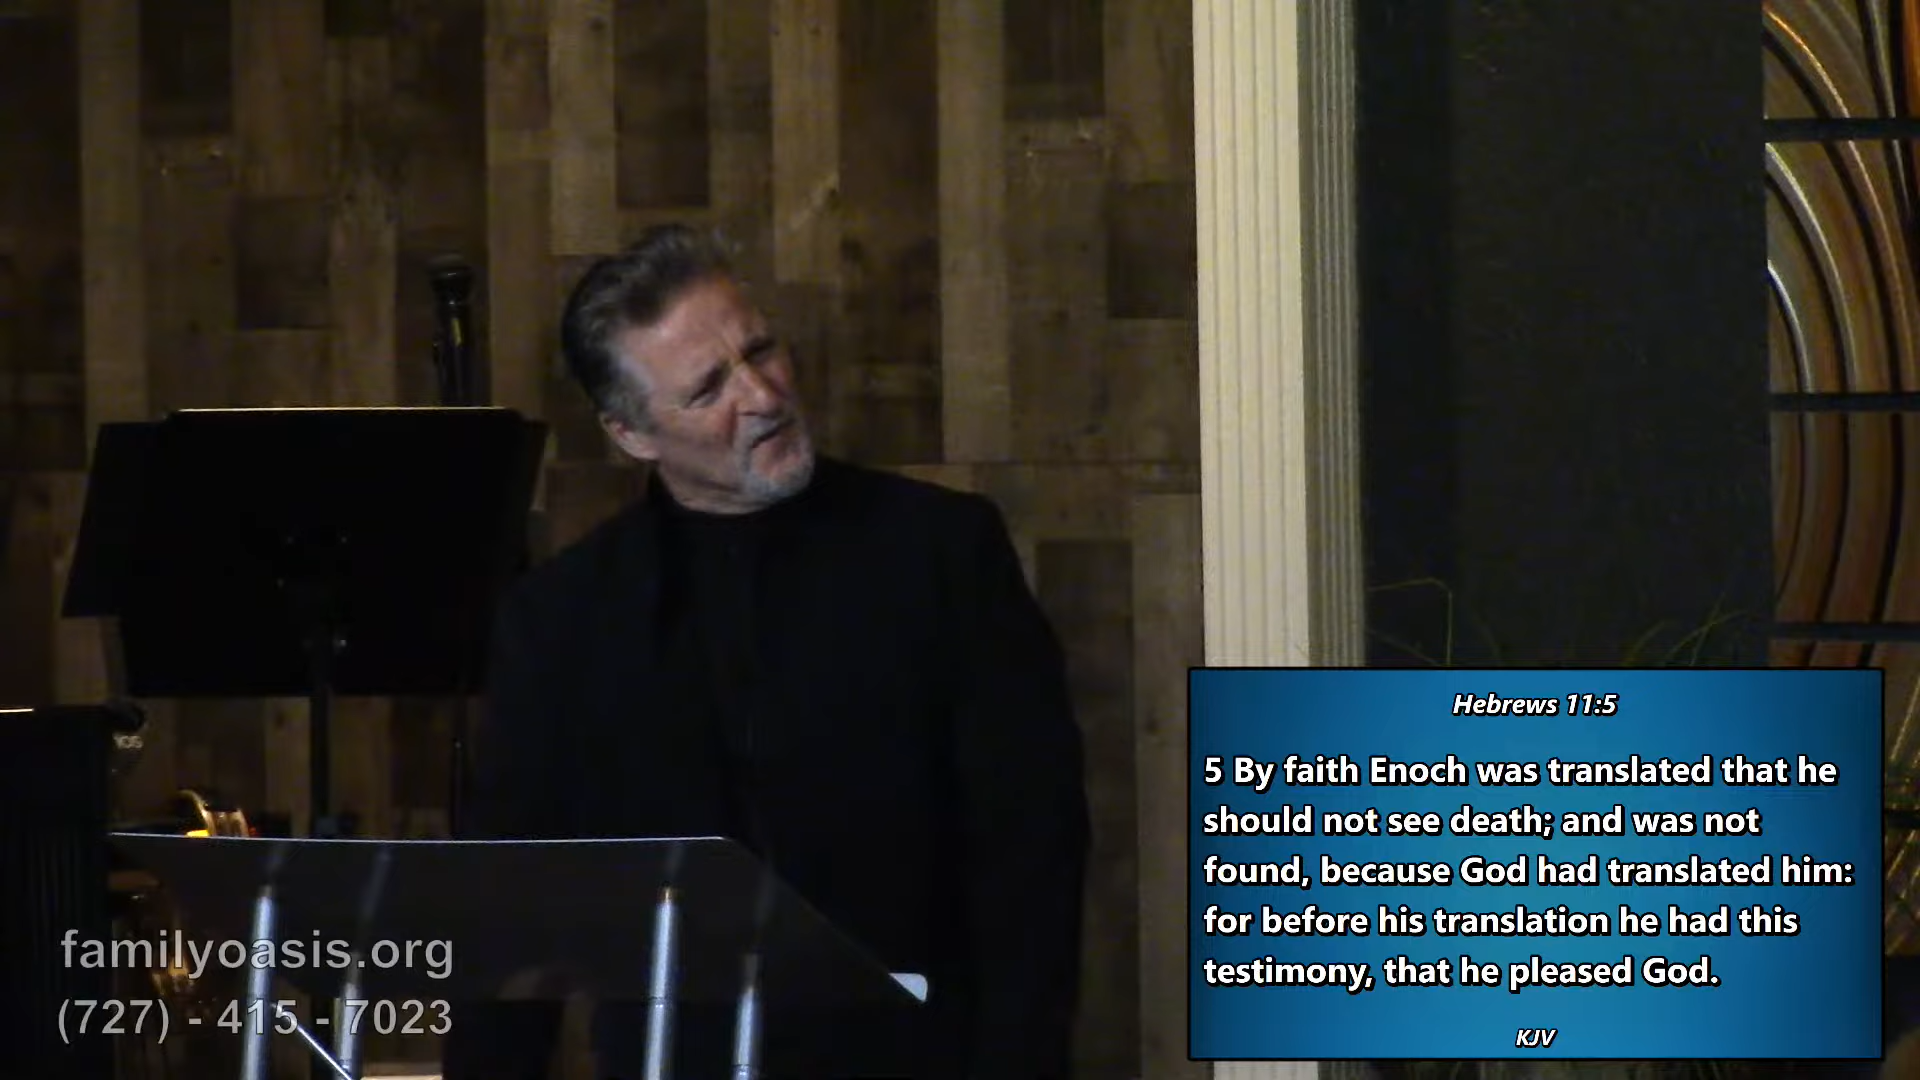 Hebrews 11:5
5 By faith Enoch was translated that he
should not see death; and was not
found, because God had translated him:
for before his translation he had this
testimony, that he pleased God.
KJV
familyoasis.org
(727) - 415 - 7023